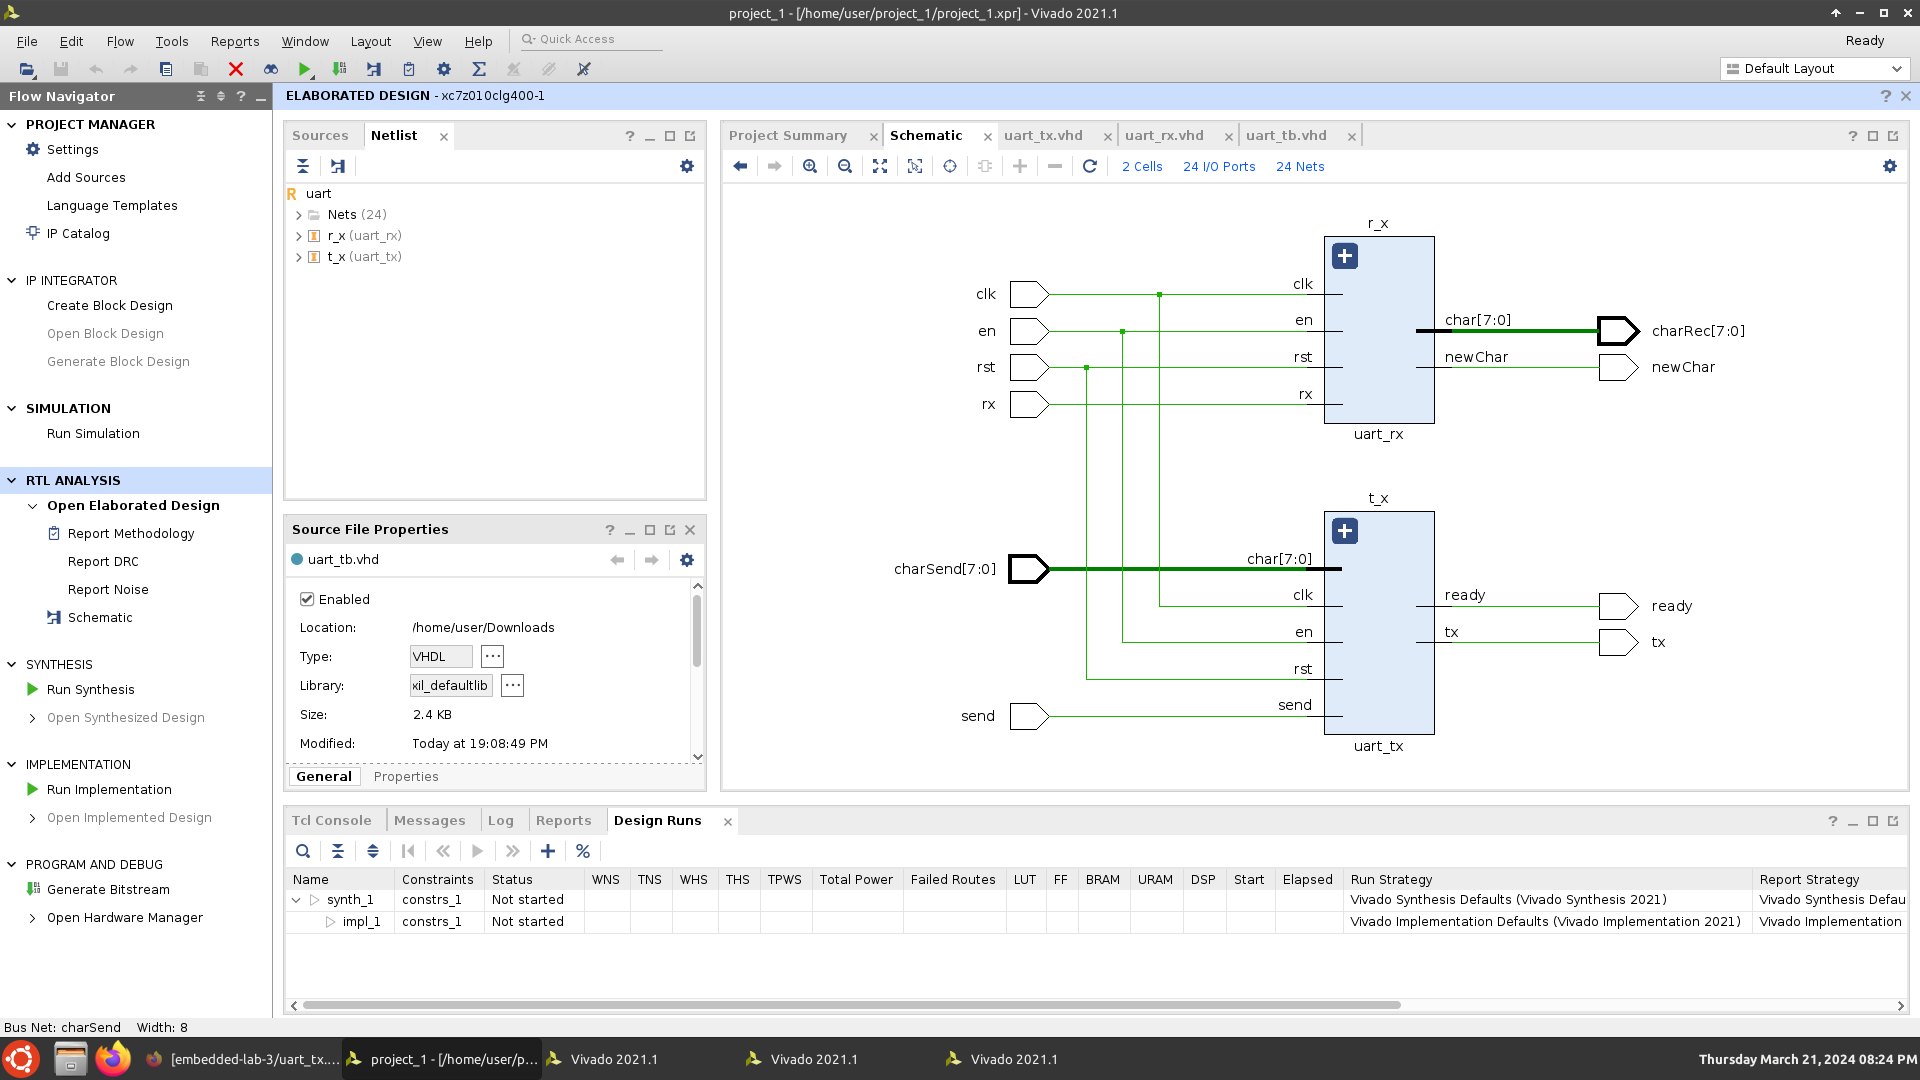 project_1 - [/home/user/project_1/project_1.xpr] - Vivado 2021.1
File Edit Flow Tools Reports Window Layout View Help Quick Access Ready
Default Layout
Flow Navigator
ELABORATED DESIGN - xc7z010clg400-1
PROJECT MANAGER
Settings
Add Sources
Language Templates
IP Catalog
IP INTEGRATOR
Create Block Design
Open Block Design
Generate Block Design
SIMULATION
Run Simulation
RTL ANALYSIS
Open Elaborated Design
Report Methodology
Report DRC
Report Noise
Schematic
SYNTHESIS
Run Synthesis
Open Synthesized Design
IMPLEMENTATION
Run Implementation
Open Implemented Design
PROGRAM AND DEBUG
Generate Bitstream
Open Hardware Manager
Sources Netlist
uart
Nets (24)
r_x (uart_rx)
t_x (uart_tx)
Source File Properties
uart_tb.vhd
Enabled
Location: /home/user/Downloads
Type: VHDL
Library: xil_defaultlib
Size: 2.4 KB
Modified: Today at 19:08:49 PM
General Properties
Project Summary Schematic uart_tx.vhd uart_rx.vhd uart_tb.vhd
2 Cells 24 I/O Ports 24 Nets
r_x
clk clk
en en char[7:0] charRec[7:0]
rst rst newChar newChar
rx rx
uart_rx
t_x
charSend[7:0] char[7:0]
clk ready ready
en tx tx
rst
send send
uart_tx
Tcl Console Messages Log Reports Design Runs
Name Constraints Status WNS TNS WHS THS TPWS Total Power Failed Routes LUT FF BRAM URAM DSP Start Elapsed Run Strategy Report Strategy
synth_1 constrs_1 Not started Vivado Synthesis Defaults (Vivado Synthesis 2021) Vivado Synthesis Defau
impl_1 constrs_1 Not started Vivado Implementation Defaults (Vivado Implementation 2021) Vivado Implementation
Bus Net: charSend Width: 8
[embedded-lab-3/uart_tx.... project_1 - [/home/user/p... Vivado 2021.1 Vivado 2021.1 Vivado 2021.1 Thursday March 21, 2024 08:24 PM